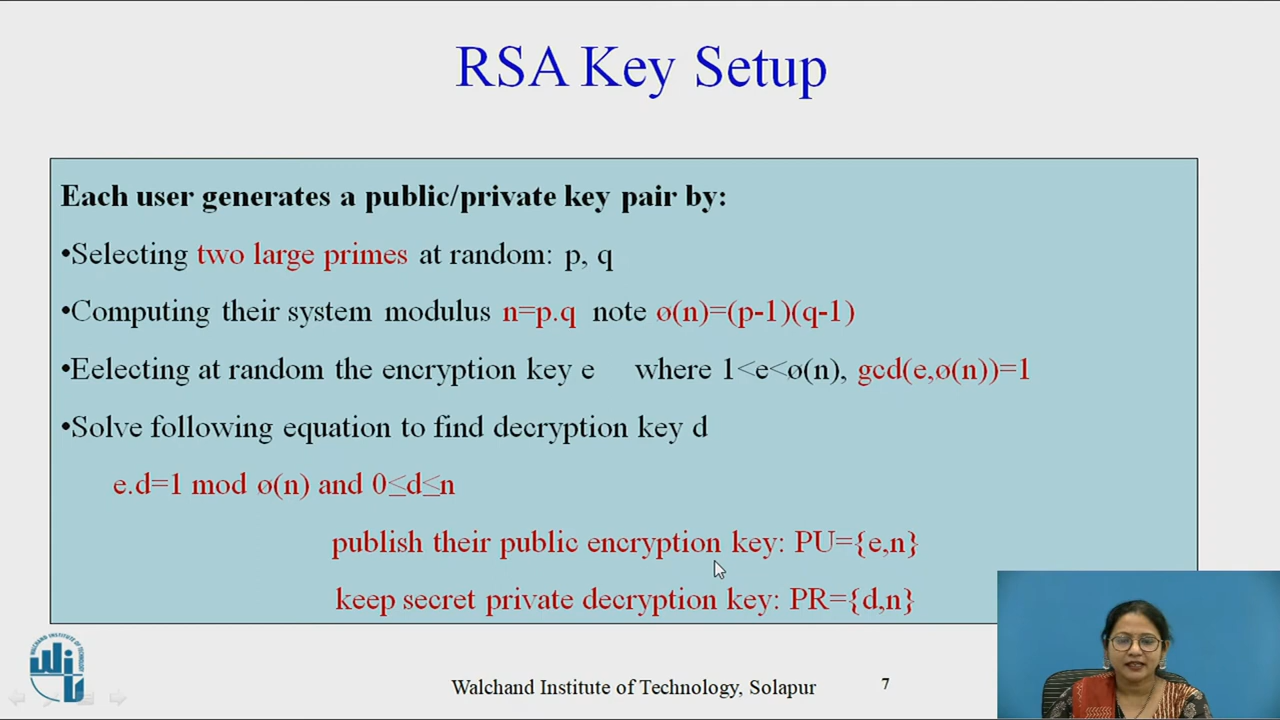 RSA Key Setup
Each user generates a public/private key pair by:
•Selecting two large primes at random: p, q
•Computing their system modulus n=p.q note ø(n)=(p-1)(q-1)
•Eelecting at random the encryption key e where 1<e<ø(n), gcd(e,ø(n))=1
•Solve following equation to find decryption key d
e.d=1 mod ø(n) and 0≤d≤n
publish their public encryption key: PU={e,n}
keep secret private decryption key: PR={d,n}
Walchand Institute of Technology, Solapur
7